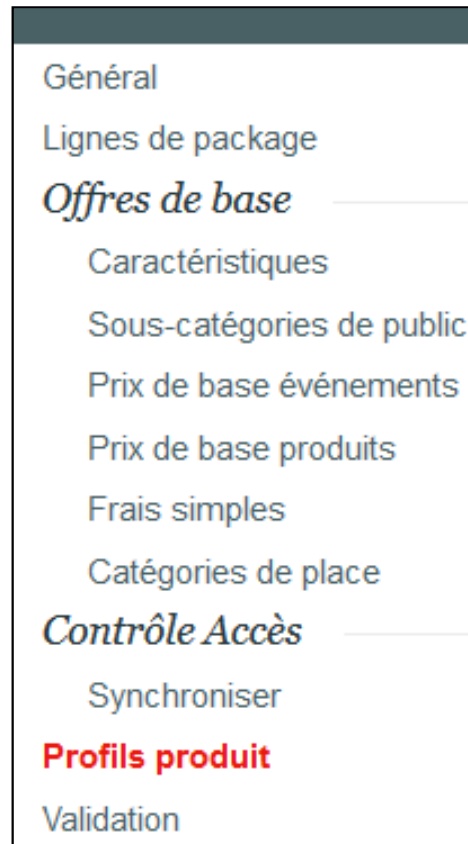 Général
Lignes de package
Offres de base
Caractéristiques
Sous-catégories de public
Prix de base événements
Prix de base produits
Frais simples
Catégories de place
Contrôle Accès
Synchroniser
Profils produit
Validation